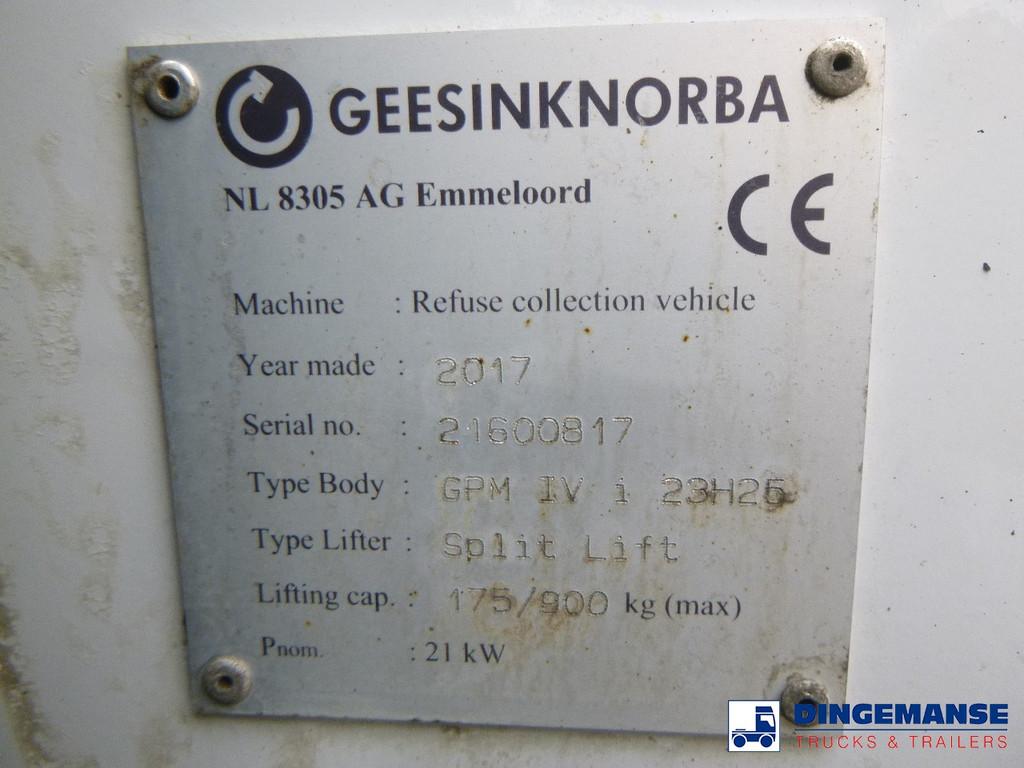 GEESINKNORBA
NL 8305 AG Emmeloord
CE
Machine : Refuse collection vehicle
Year made : 2017
Serial no. : 21600817
Type Body : GPM IV i 23H25
Type Lifter : Split Lift
Lifting cap. : 175/900 kg (max)
Pnom. : 21 kW
DINGEMANSE
TRUCKS & TRAILERS